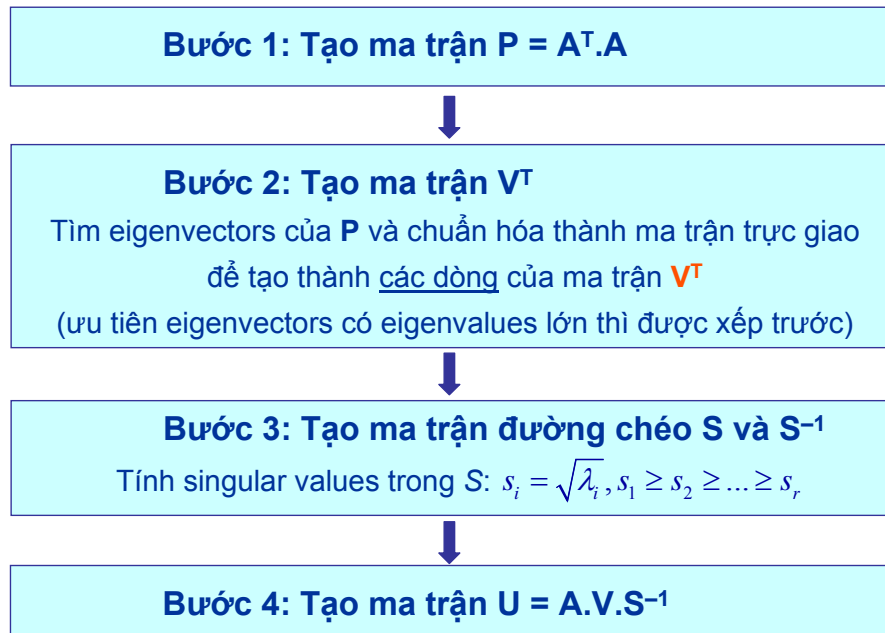 Bước 1: Tạo ma trận P = Aᵀ.A
Bước 2: Tạo ma trận Vᵀ
Tìm eigenvectors của P và chuẩn hóa thành ma trận trực giao
để tạo thành các dòng của ma trận Vᵀ
(ưu tiên eigenvectors có eigenvalues lớn thì được xếp trước)
Bước 3: Tạo ma trận đường chéo S và S⁻¹
Tính singular values trong S: sᵢ = √λᵢ, s₁ ≥ s₂ ≥ ... ≥ sᵣ
Bước 4: Tạo ma trận U = A.V.S⁻¹